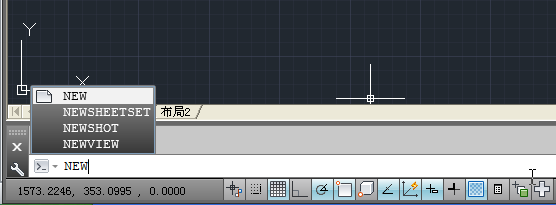 Y
X
NEW
NEWSHEETSET
布局2
NEWSHOT
NEWVIEW
NEW
1573.2246, 353.0995 , 0.0000